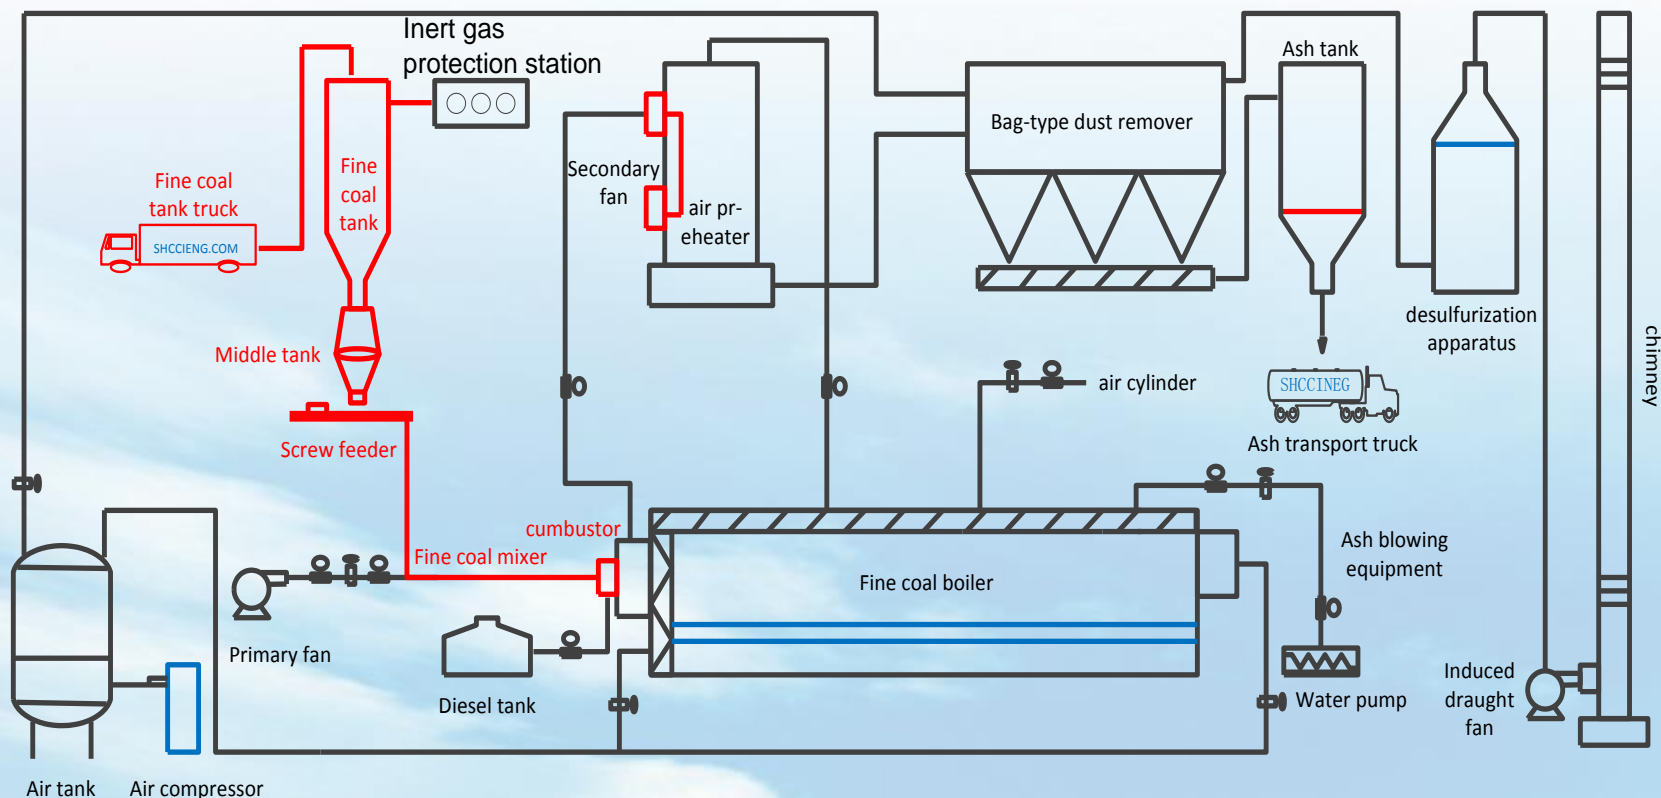 Inert gas
protection station
Ash tank
Bag-type dust remover
Fine
coal
tank
Secondary
fan
Fine coal
tank truck
SHCCIENG.COM
air pr-
eheater
desulfurization
apparatus
chimney
Middle tank
air cylinder
SHCCINEG
Ash transport truck
Screw feeder
cumbustor
Fine coal mixer
Fine coal boiler
Ash blowing
equipment
Primary fan
Diesel tank
Water pump
Induced
draught
fan
Air tank
Air compressor